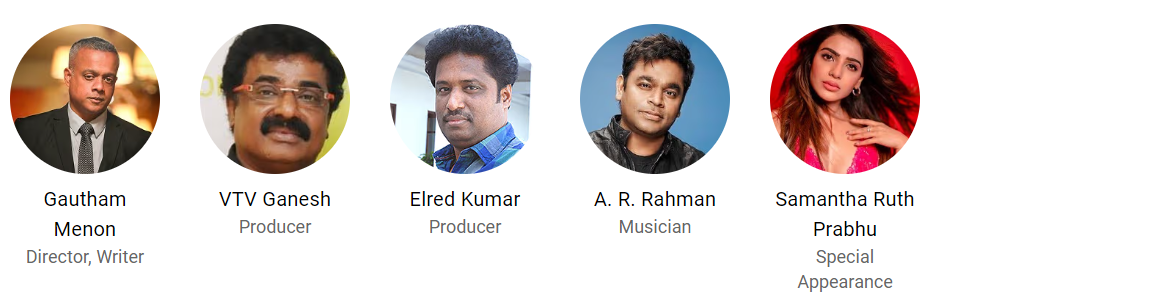 Gautham
Menon
Director, Writer
VTV Ganesh
Producer
Elred Kumar
Producer
A. R. Rahman
Musician
Samantha Ruth
Prabhu
Special
Appearance